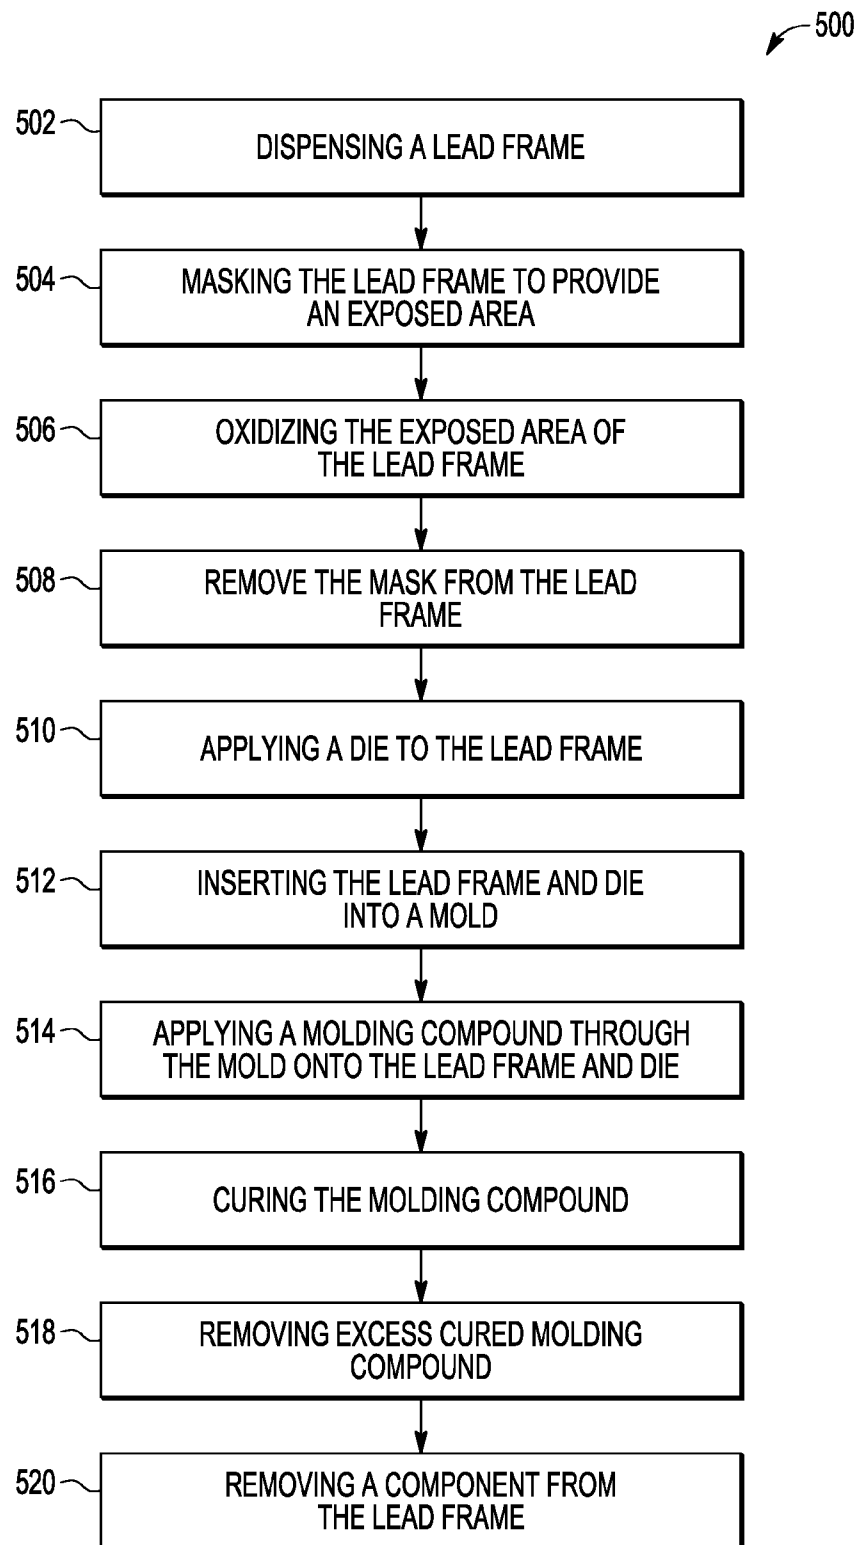 500
502
DISPENSING A LEAD FRAME
504
MASKING THE LEAD FRAME TO PROVIDE
AN EXPOSED AREA
506
OXIDIZING THE EXPOSED AREA OF
THE LEAD FRAME
508
REMOVE THE MASK FROM THE LEAD
FRAME
510
APPLYING A DIE TO THE LEAD FRAME
512
INSERTING THE LEAD FRAME AND DIE
INTO A MOLD
514
APPLYING A MOLDING COMPOUND THROUGH
THE MOLD ONTO THE LEAD FRAME AND DIE
516
CURING THE MOLDING COMPOUND
518
REMOVING EXCESS CURED MOLDING
COMPOUND
520
REMOVING A COMPONENT FROM
THE LEAD FRAME